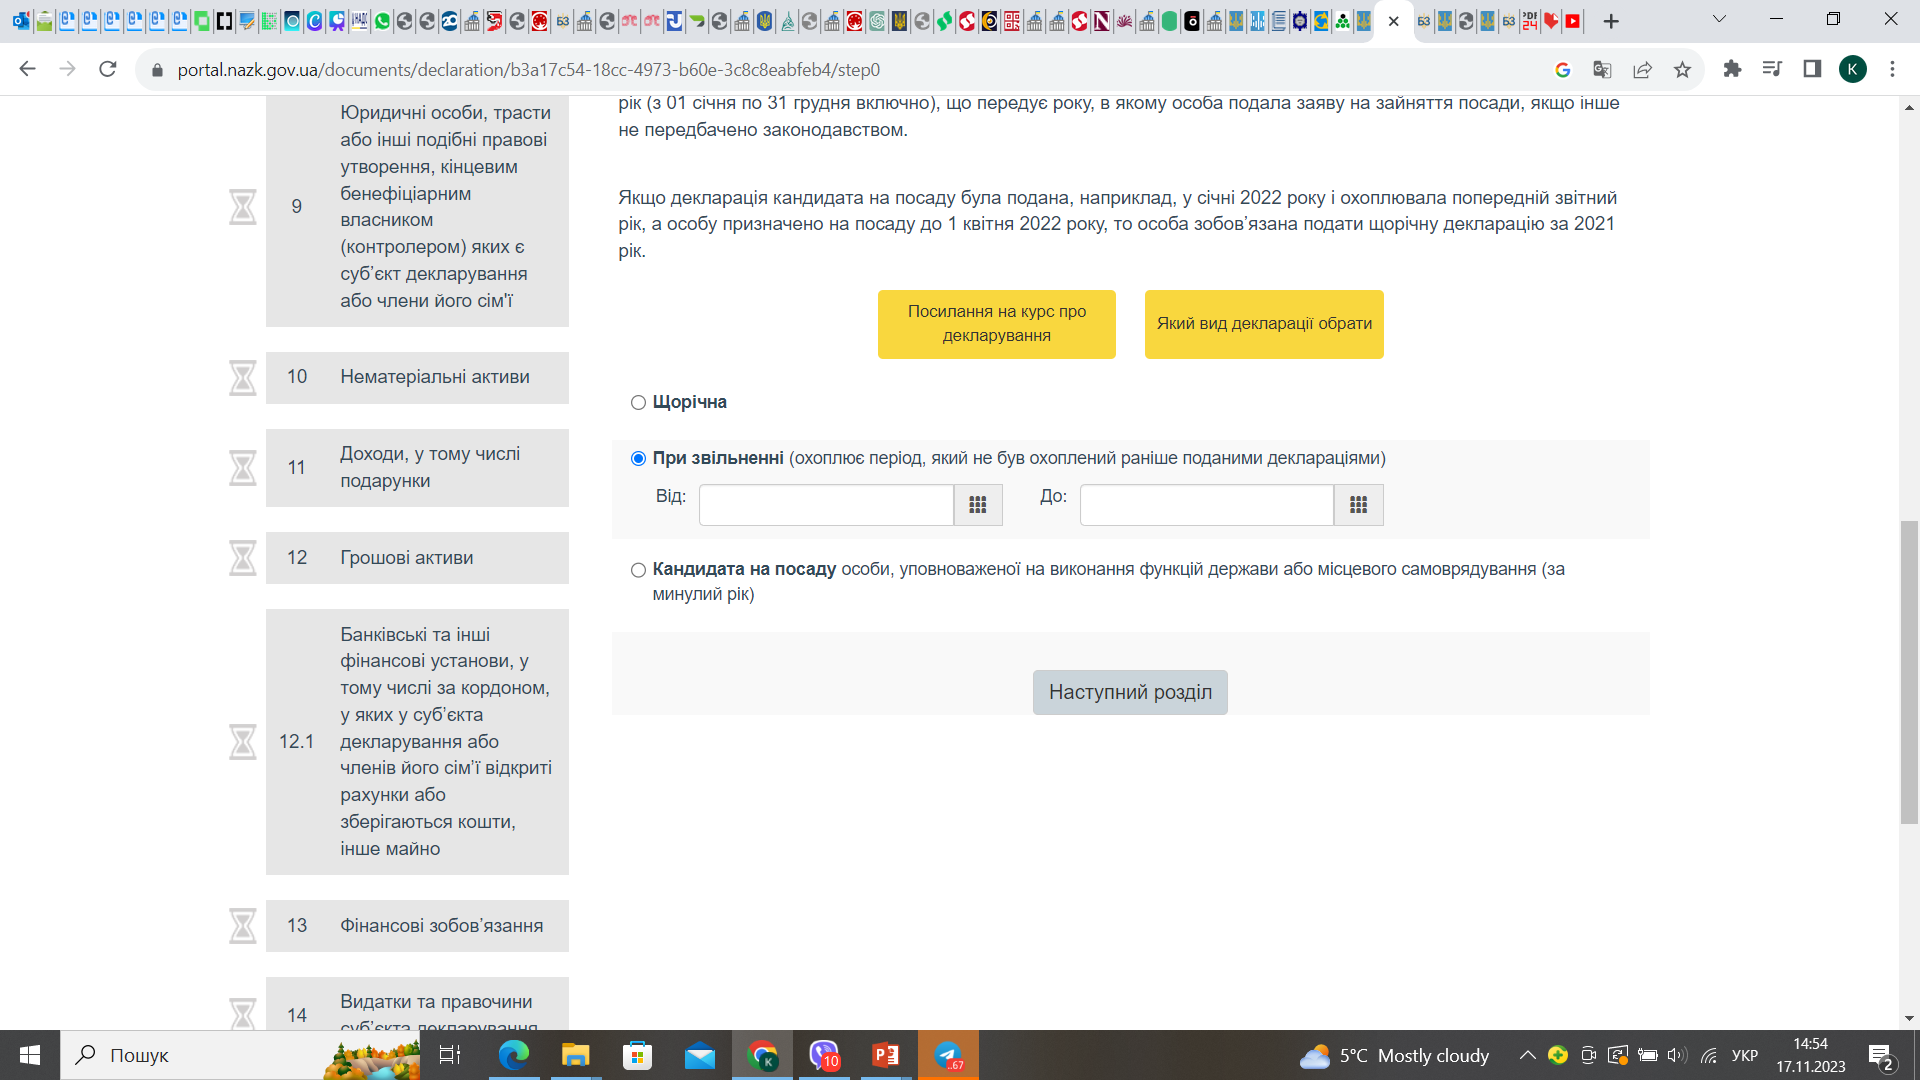 portal.nazk.gov.ua/documents/declaration/b3a17c54-18cc-4973-b60e-3c8c8eabfeb4/step0
K
9
Юридичні особи, трасти
або інші подібні правові
утворення, кінцевим
бенефіціарним
власником
(контролером) яких є
суб’єкт декларування
або члени його сім'ї
10 Нематеріальні активи
11
Доходи, у тому числі
подарунки
12 Грошові активи
12.1
Банківські та інші
фінансові установи, у
тому числі за кордоном,
у яких у суб’єкта
декларування або
членів його сім’ї відкриті
рахунки або
зберігаються кошти,
інше майно
13 Фінансові зобов’язання
14
Видатки та правочини
суб’єкта декларування
рік (з 01 січня по 31 грудня включно), що передує року, в якому особа подала заяву на зайняття посади, якщо інше
не передбачено законодавством.
Якщо декларація кандидата на посаду була подана, наприклад, у січні 2022 року і охоплювала попередній звітний
рік, а особу призначено на посаду до 1 квітня 2022 року, то особа зобов’язана подати щорічну декларацію за 2021
рік.
Посилання на курс про
декларування
Який вид декларації обрати
Щорічна
При звільненні (охоплює період, який не був охоплений раніше поданими деклараціями)
Від:
До:
Кандидата на посаду особи, уповноваженої на виконання функцій держави або місцевого самоврядування (за
минулий рік)
Наступний розділ
Пошук
10
..67
5°C Mostly cloudy
УКР
14:54
17.11.2023
2